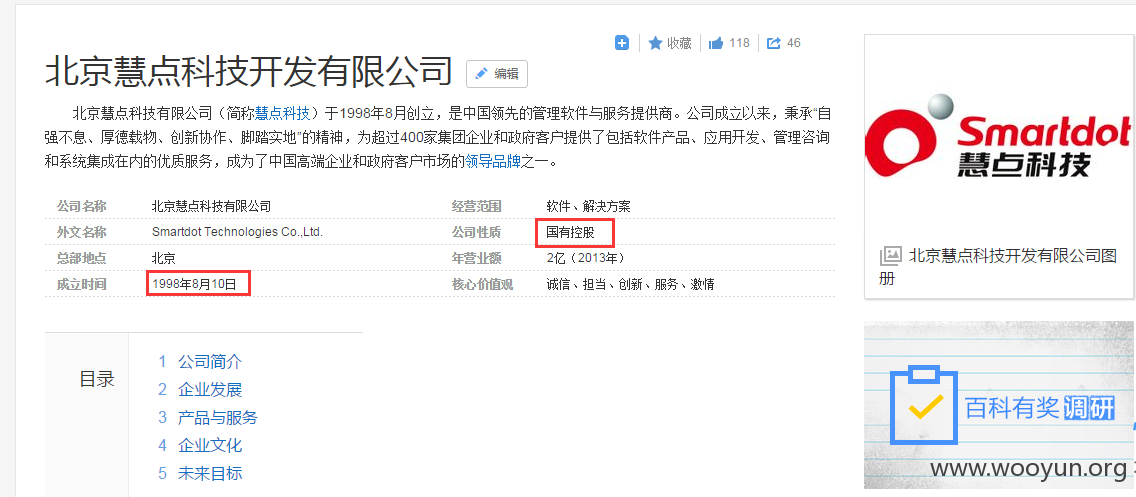 收藏 118 46
北京慧点科技开发有限公司 编辑
北京慧点科技有限公司（简称慧点科技）于1998年8月创立，是中国领先的管理软件与服务提供商。公司成立以来，秉承“自
强不息、厚德载物、创新协作、脚踏实地”的精神，为超过400家集团企业和政府客户提供了包括软件产品、应用开发、管理咨询
和系统集成在内的优质服务，成为了中国高端企业和政府客户市场的领导品牌之一。
公司名称 北京慧点科技有限公司 经营范围 软件、解决方案
外文名称 Smartdot Technologies Co.,Ltd. 公司性质 国有控股
总部地点 北京 年营业额 2亿（2013年）
成立时间 1998年8月10日 核心价值观 诚信、担当、创新、服务、激情
目录
1 公司简介
2 企业发展
3 产品与服务
4 企业文化
5 未来目标
Smartdot
慧点科技
北京慧点科技开发有限公司图
册
百科有奖调研
www.wooyun.org